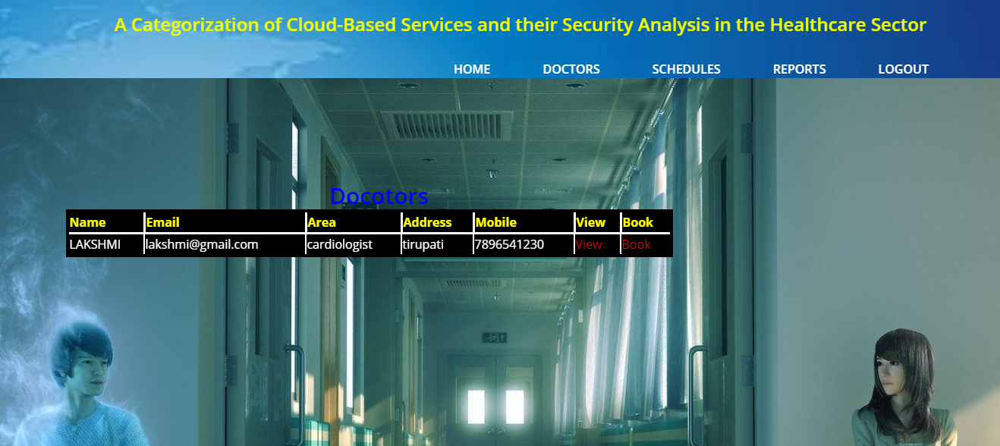 A Categorization of Cloud-Based Services and their Security Analysis in the Healthcare Sector
HOME DOCTORS SCHEDULES REPORTS LOGOUT
Docotors
Name Email Area Address Mobile View Book
LAKSHMI lakshmi@gmail.com cardiologist tirupati 7896541230 View Book